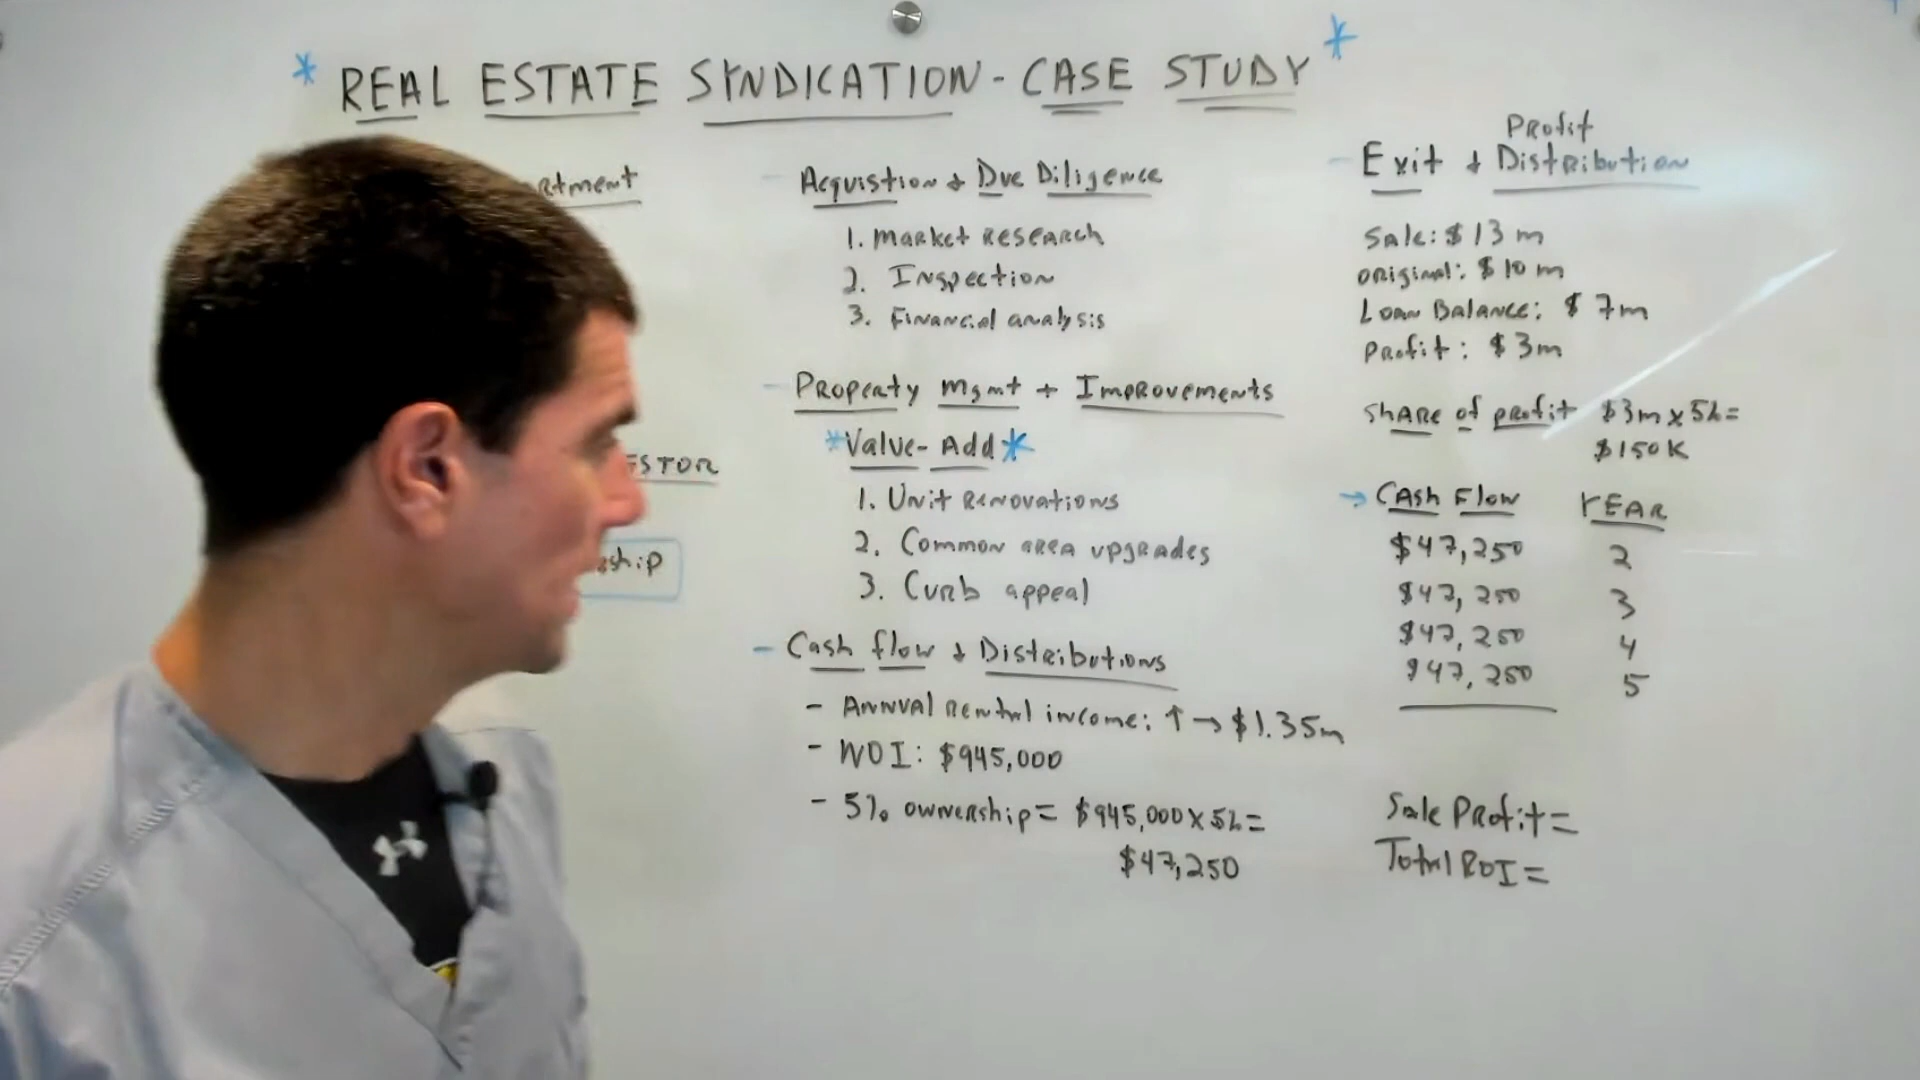 * REAL ESTATE SYNDICATION - CASE STUDY *
- Acquistion + Due Diligence
1. Market Research
2. Inspection
3. Financial analysis
- Property Mgmt + Improvements
*Value-Add*
1. Unit Renovations
2. Common area upgrades
3. Curb appeal
- Cash flow + Distributions
- Annual rental income: ↑ → $1.35m
- NOI: $945,000
- 5% ownership = $945,000 x 5% =
$47,250
- Exit + Profit Distribution
Sale: $13m
original: $10m
Loan Balance: $7m
Profit: $3m
Share of profit $3m x 5% =
$150K
→ Cash Flow YEAR
$47,250 2
$47,250 3
$47,250 4
$47,250 5
Sale Profit =
Total ROI =